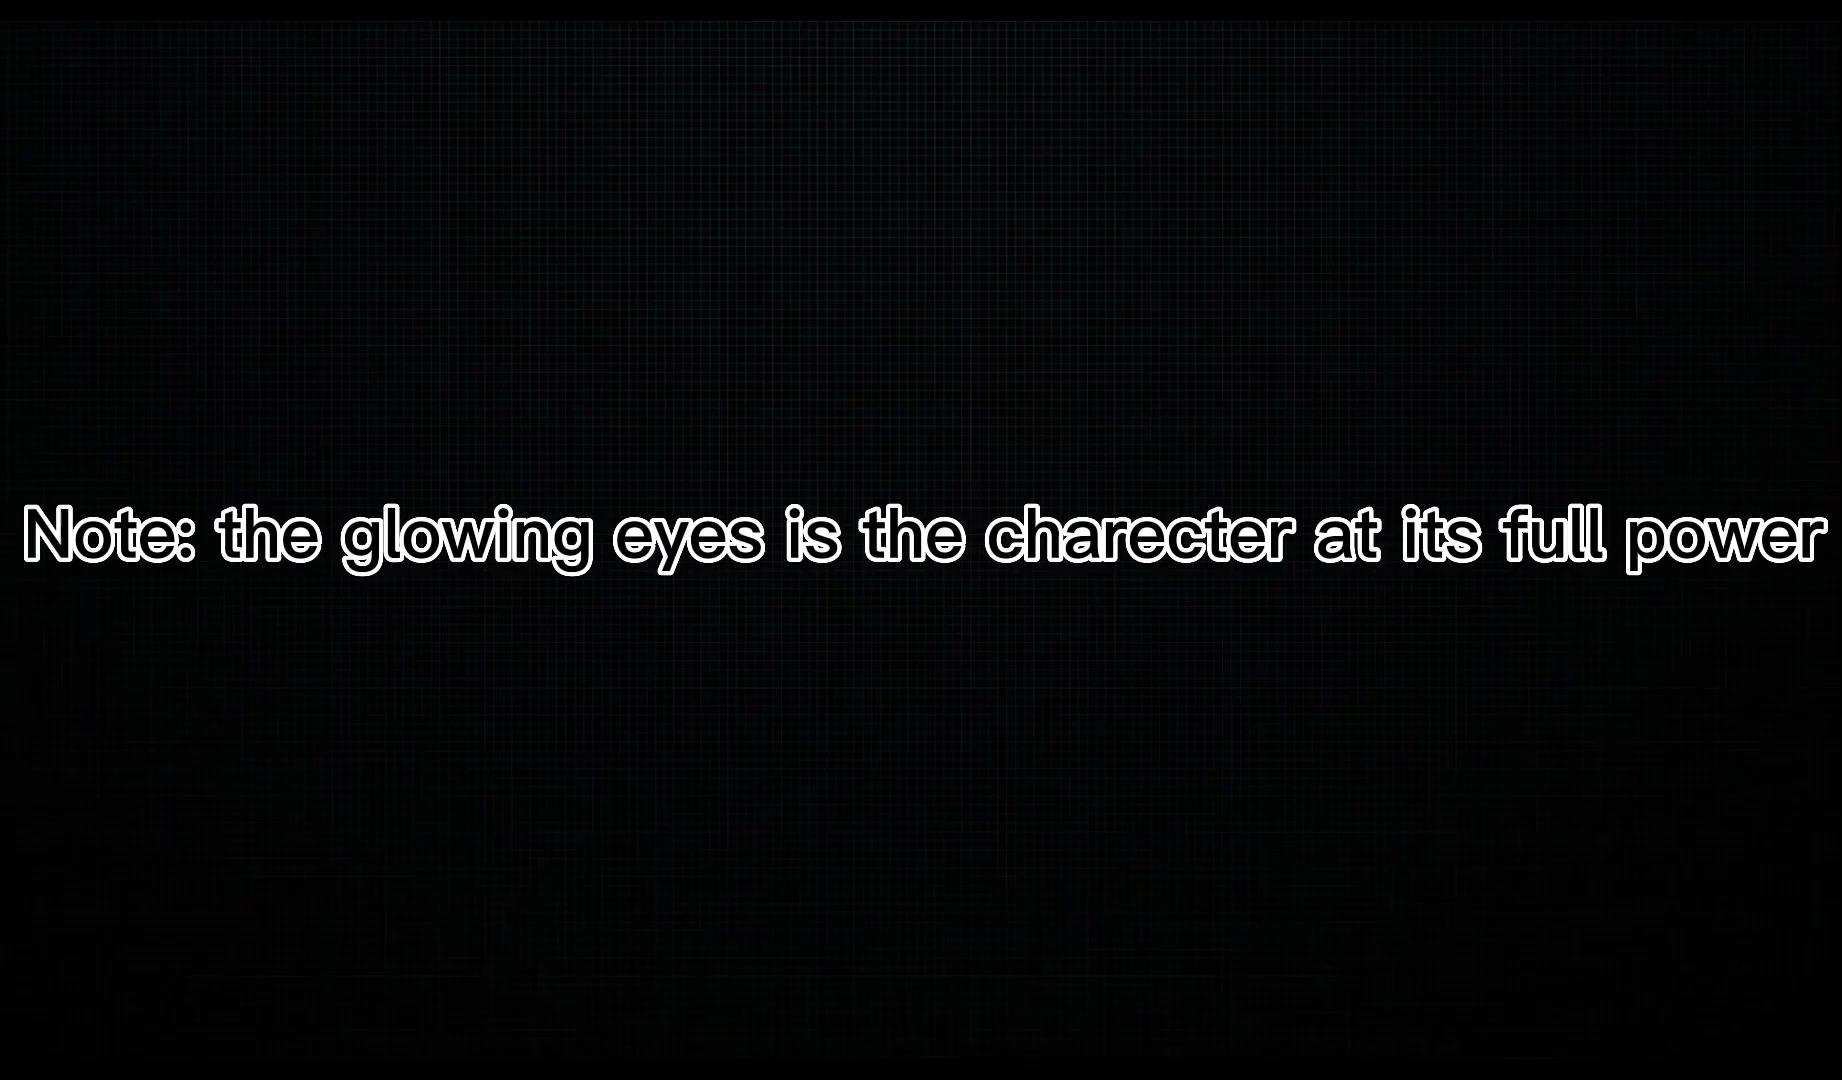 Note: the glowing eyes is the charecter at its full power